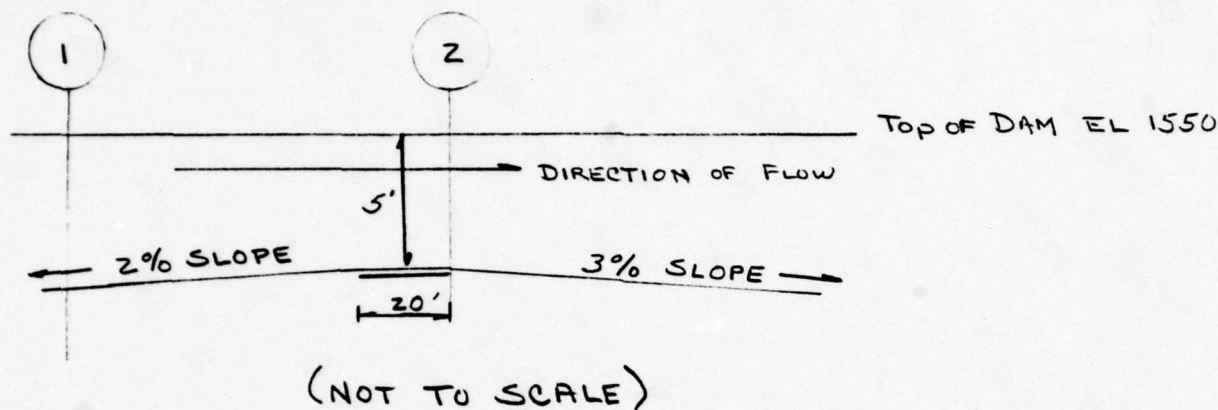 1
2
TOP OF DAM EL 1550
DIRECTION OF FLOW
5'
2% SLOPE
3% SLOPE
20'
(NOT TO SCALE)